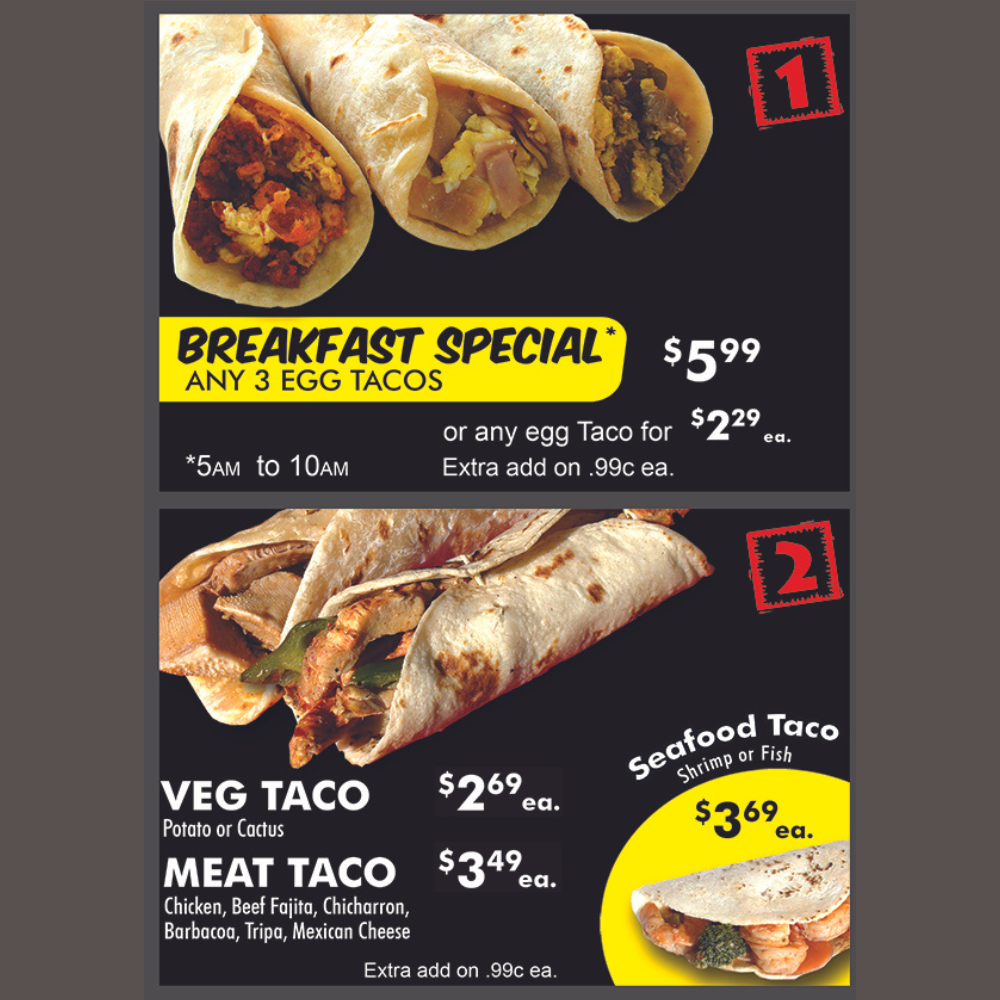 1
BREAKFAST SPECIAL*
ANY 3 EGG TACOS
$5.99
or any egg Taco for $2.29 ea.
*5AM to 10AM
Extra add on .99c ea.
2
Seafood Taco
Shrimp or Fish
$3.69 ea.
VEG TACO $2.69 ea.
Potato or Cactus
MEAT TACO $3.49 ea.
Chicken, Beef Fajita, Chicharron,
Barbacoa, Tripa, Mexican Cheese
Extra add on .99c ea.